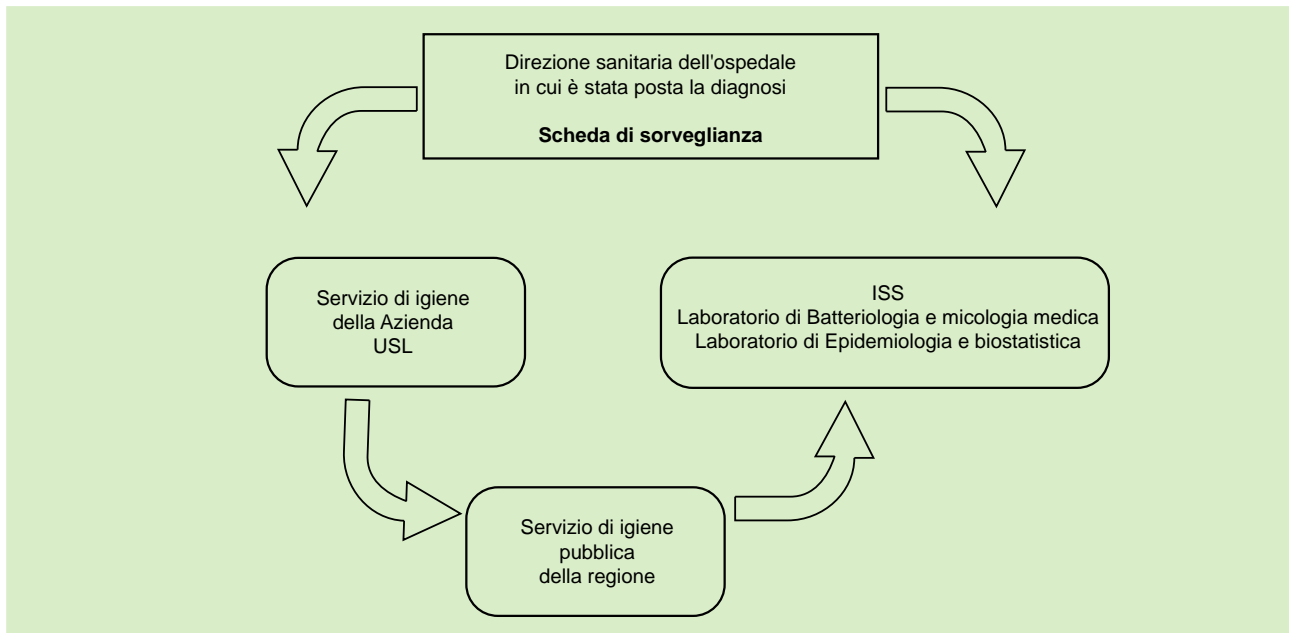 Direzione sanitaria dell'ospedale
in cui è stata posta la diagnosi
Scheda di sorveglianza
Servizio di igiene
della Azienda
USL
ISS
Laboratorio di Batteriologia e micologia medica
Laboratorio di Epidemiologia e biostatistica
Servizio di igiene
pubblica
della regione